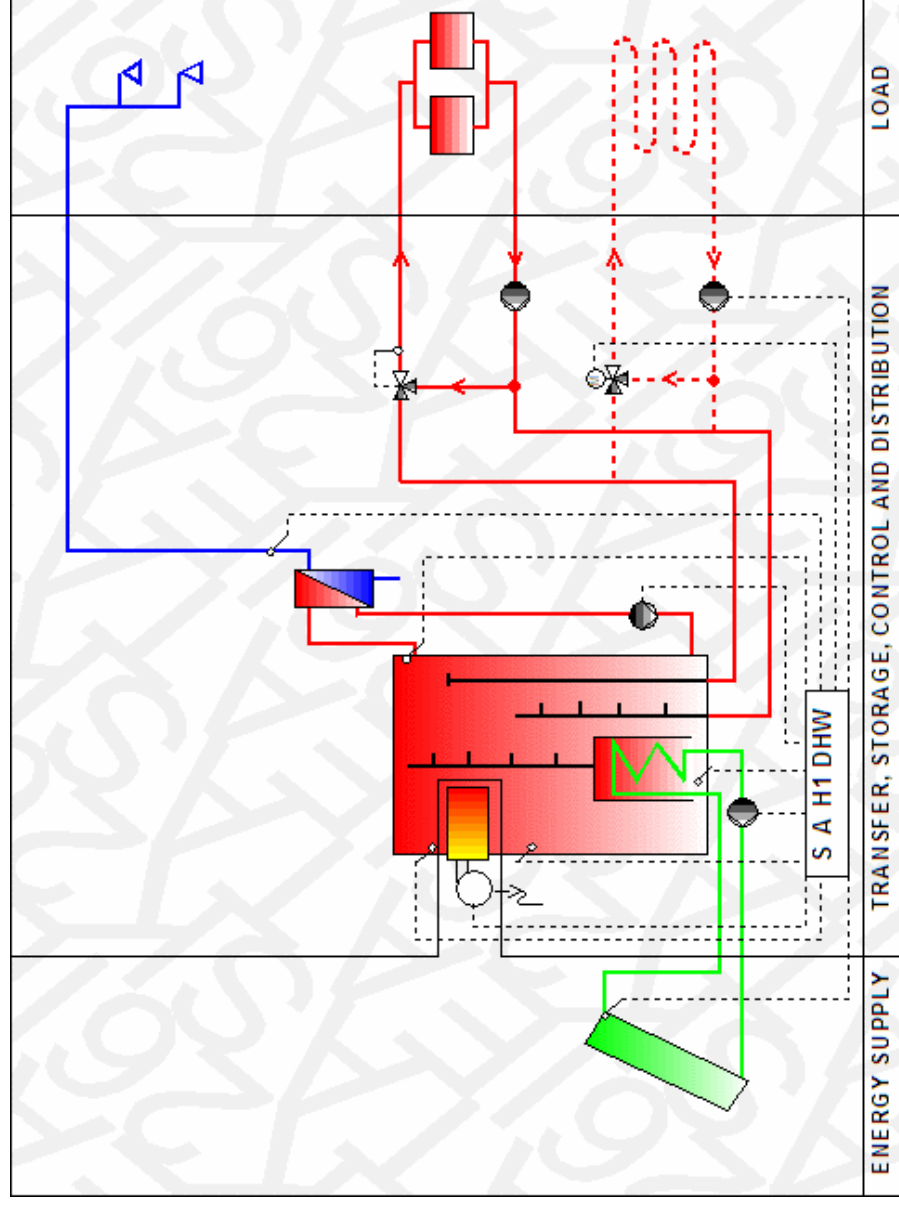 LOAD
TRANSFER, STORAGE, CONTROL AND DISTRIBUTION
S A H1 DHW
ENERGY SUPPLY